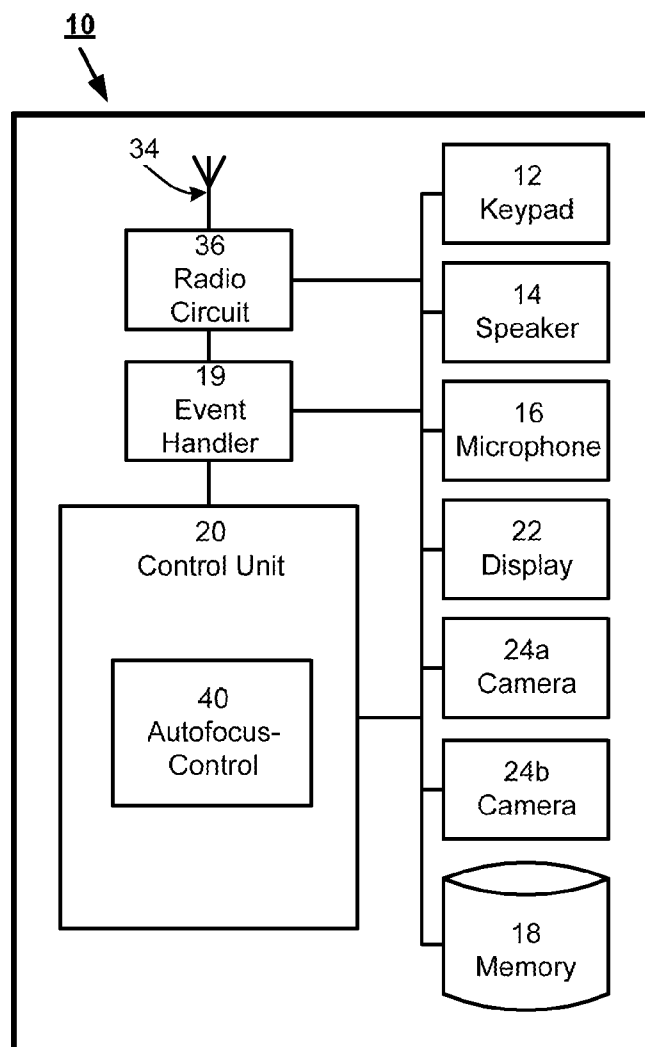 10
34
36
Radio
Circuit
19
Event
Handler
20
Control Unit
40
Autofocus-
Control
12
Keypad
14
Speaker
16
Microphone
22
Display
24a
Camera
24b
Camera
18
Memory